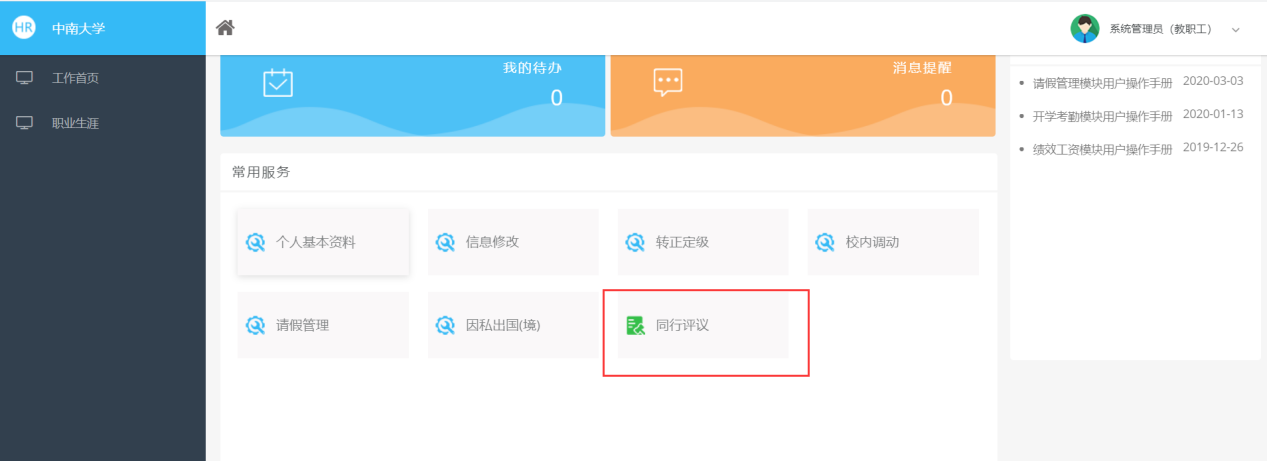 HR 中南大学
系统管理员（教职工）
工作首页
职业生涯
我的待办
0
消息提醒
0
请假管理模块用户操作手册 2020-03-03
开学考勤模块用户操作手册 2020-01-13
绩效工资模块用户操作手册 2019-12-26
常用服务
个人基本资料
信息修改
转正定级
校内调动
请假管理
因私出国(境)
同行评议